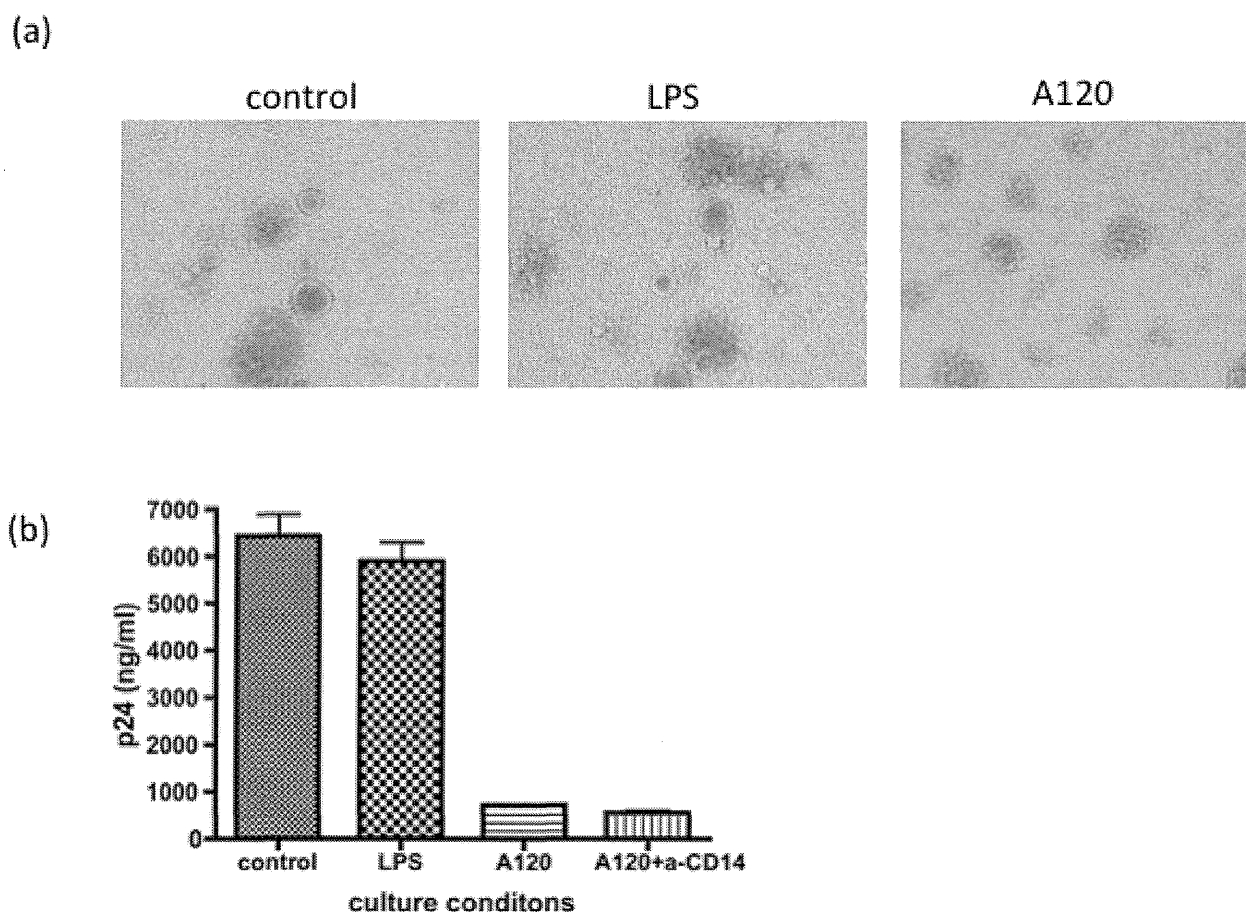 (a)
control LPS A120
(b)
7000
6000
5000
4000
3000
2000
1000
0
p24 (ng/ml)
control LPS A120 A120+a-CD14
culture conditons